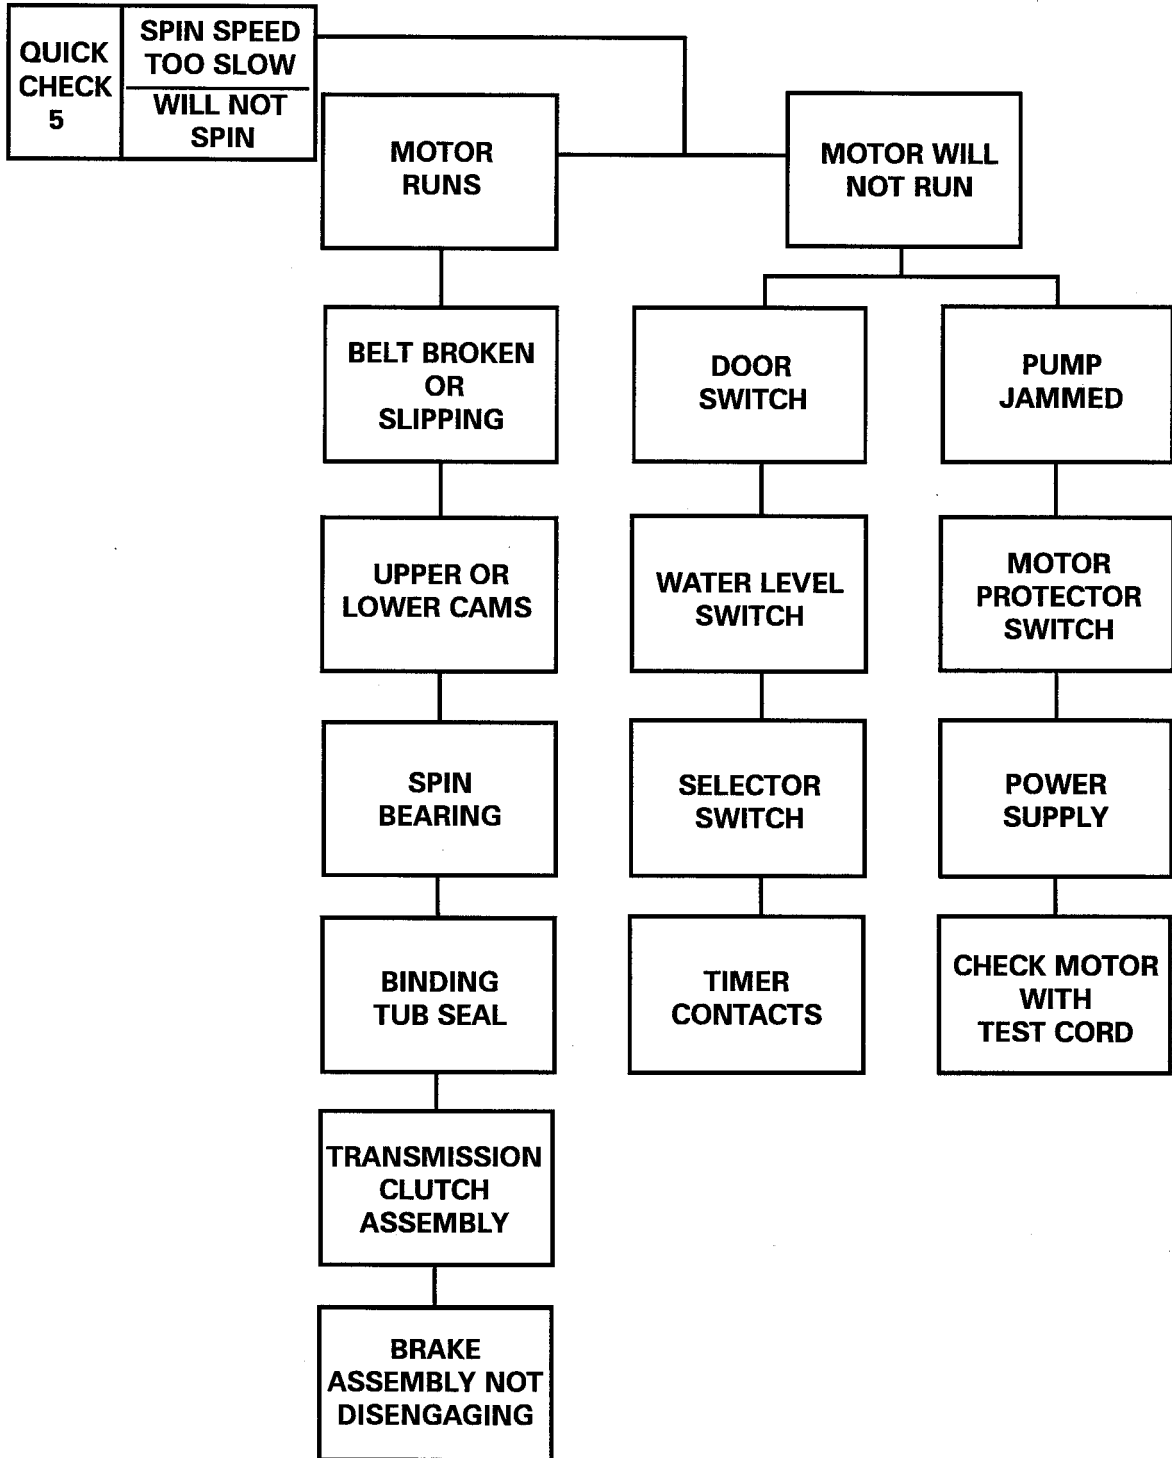 QUICK
CHECK
5
SPIN SPEED
TOO SLOW
WILL NOT
SPIN
MOTOR
RUNS
MOTOR WILL
NOT RUN
BELT BROKEN
OR
SLIPPING
DOOR
SWITCH
PUMP
JAMMED
UPPER OR
LOWER CAMS
WATER LEVEL
SWITCH
MOTOR
PROTECTOR
SWITCH
SPIN
BEARING
SELECTOR
SWITCH
POWER
SUPPLY
BINDING
TUB SEAL
TIMER
CONTACTS
CHECK MOTOR
WITH
TEST CORD
TRANSMISSION
CLUTCH
ASSEMBLY
BRAKE
ASSEMBLY NOT
DISENGAGING